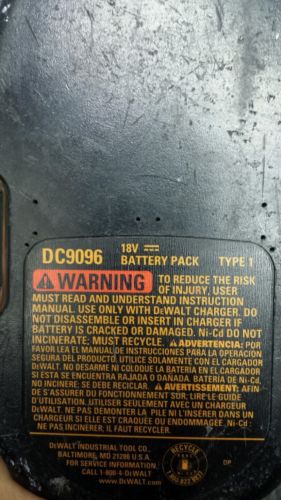 DC9096 18V ⎓ BATTERY PACK TYPE 1
⚠ WARNING TO REDUCE THE RISK
OF INJURY, USER
MUST READ AND UNDERSTAND INSTRUCTION
MANUAL. USE ONLY WITH DEWALT CHARGER. DO
NOT DISASSEMBLE OR INSERT IN CHARGER IF
BATTERY IS CRACKED OR DAMAGED. Ni-Cd DO NOT
INCINERATE; MUST RECYCLE. ⚠ ADVERTENCIA: POR
FAVOR LEA EL MANUAL DE INSTRUCCIONES PARA LA OPERACION
SEGURA DEL PRODUCTO. UTILICE SOLAMENTE CON EL CARGADOR
DEWALT. NO DESARME NI COLOQUE LA BATERIA EN EL CARGADOR
SI ESTA SE ENCUENTRA RAJADA O DAÑADA. BATERIA DE Ni-Cd,
NO INCINERE; SE DEBE RECICLAR. ⚠ AVERTISSEMENT: AFIN
DE S'ASSURER DU FONCTIONNEMENT SÛR, LIRE LE GUIDE
D'UTILISATION. UTILISER SEULEMENT AVEC UN CHARGEUR
DEWALT. NE PAS DEMONTER LA PILE NI L'INSERER DANS UN
CHARGEUR SI ELLE EST CRAQUEE OU ENDOMMAGEE. Ni-Cd:
NE PAS INCINERER, IL FAUT RECYCLER.
DEWALT INDUSTRIAL TOOL CO.,
BALTIMORE, MD 21286 U.S.A.
FOR SERVICE INFORMATION,
CALL 1-800-4-DEWALT
RECYCLE
1.800.822.8837
DP